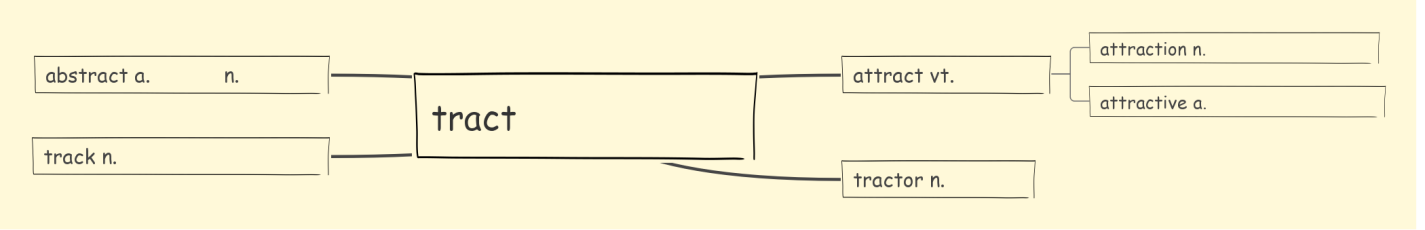 abstract a. n.
track n.
tract
attract vt.
attraction n.
attractive a.
tractor n.